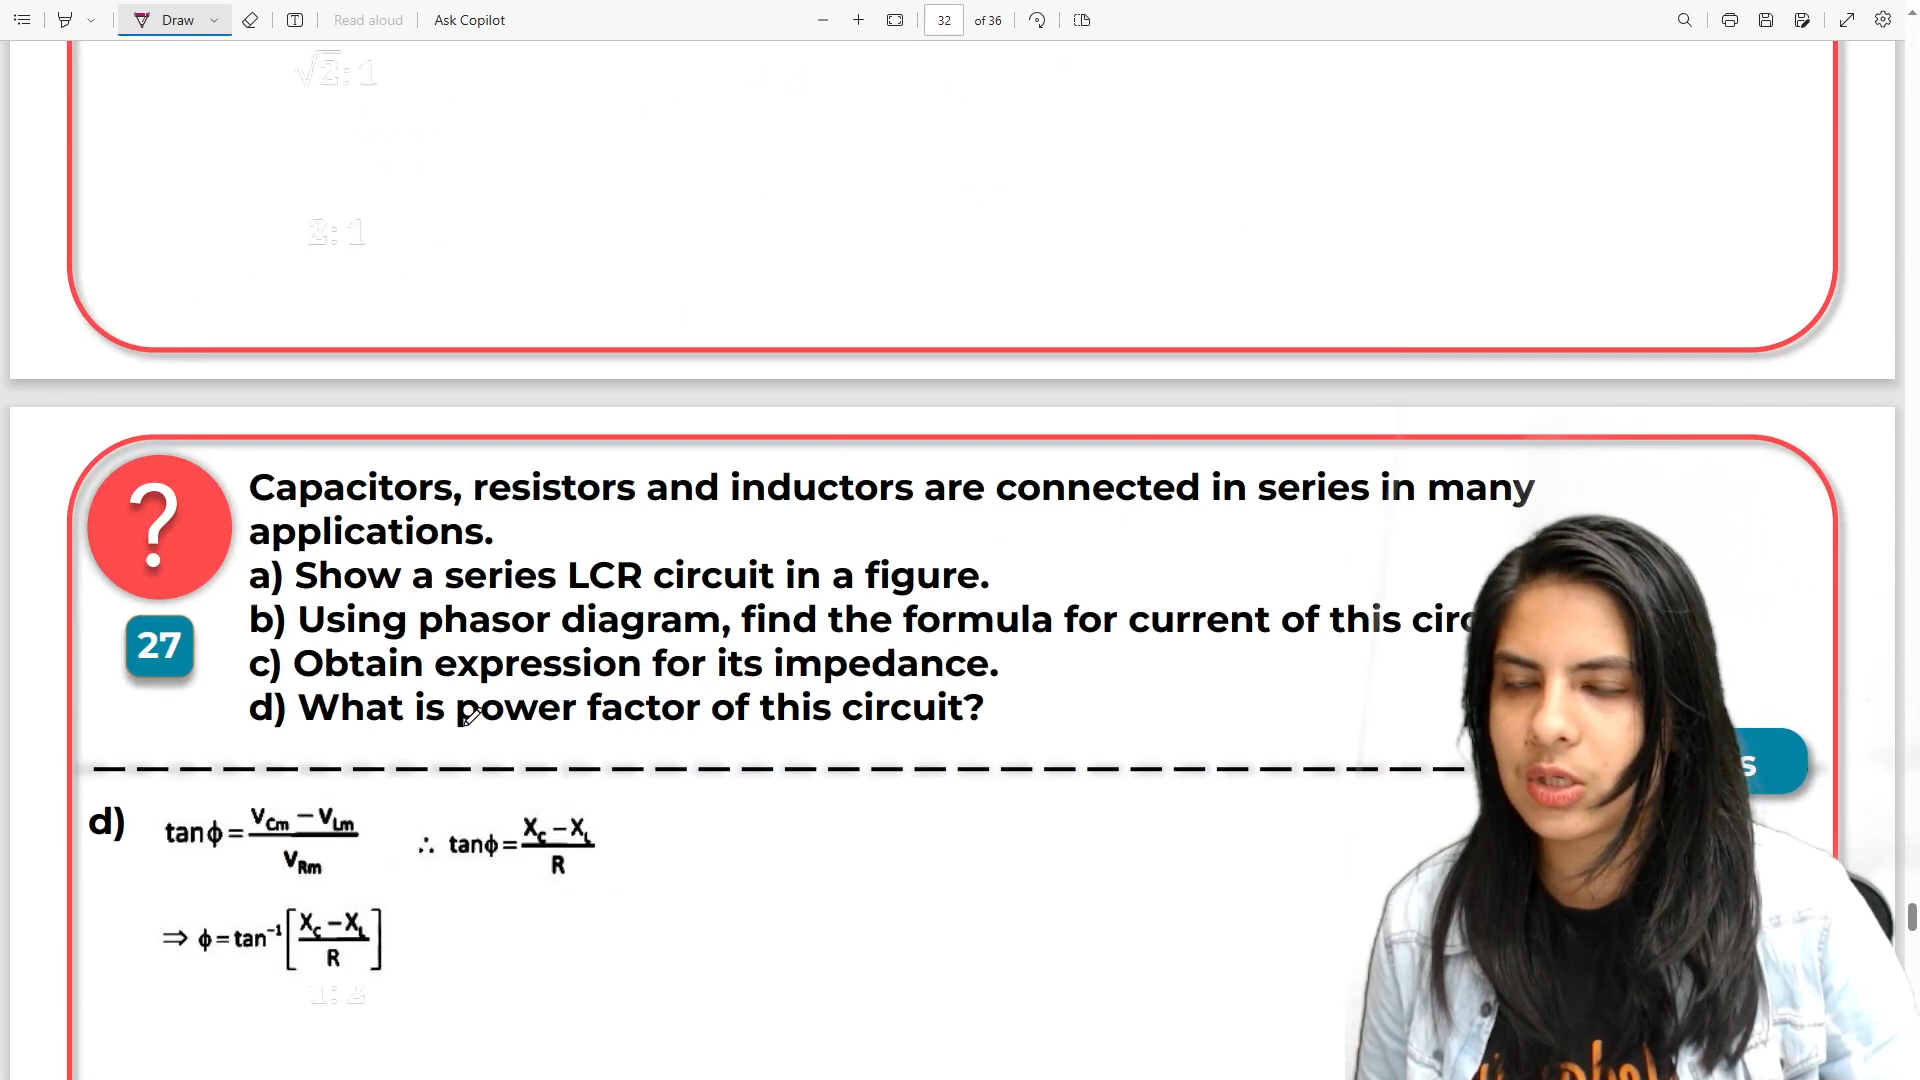 Draw
Read aloud
Ask Copilot
32
of 36
√2: 1
2: 1
?
27
Capacitors, resistors and inductors are connected in series in many
applications.
a) Show a series LCR circuit in a figure.
b) Using phasor diagram, find the formula for current of this
c) Obtain expression for its impedance.
d) What is power factor of this circuit?
d) tanϕ = (V_Cm − V_Lm) / V_Rm ∴ tanϕ = (X_C − X_L) / R
⇒ ϕ = tan⁻¹ [(X_C − X_L) / R]
1: 2